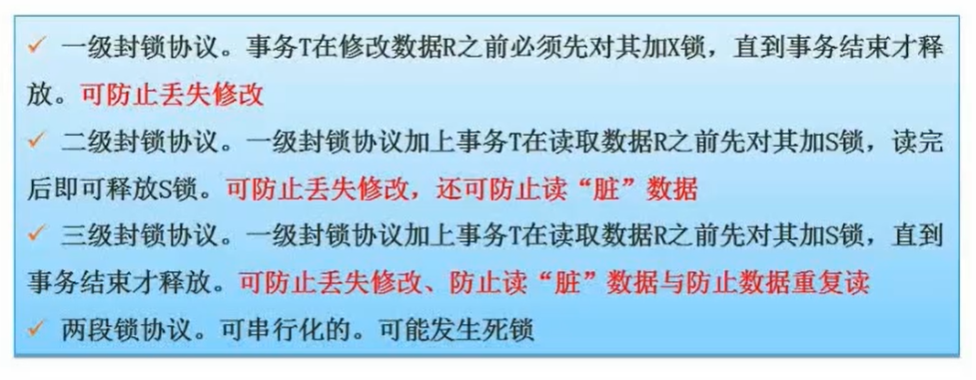 ✓ 一级封锁协议。事务T在修改数据R之前必须先对其加X锁，直到事务结束才释
放。可防止丢失修改
✓ 二级封锁协议。一级封锁协议加上事务T在读取数据R之前先对其加S锁，读完
后即可释放S锁。可防止丢失修改，还可防止读“脏”数据
✓ 三级封锁协议。一级封锁协议加上事务T在读取数据R之前先对其加S锁，直到
事务结束才释放。可防止丢失修改、防止读“脏”数据与防止数据重复读
✓ 两段锁协议。可串行化的。可能发生死锁